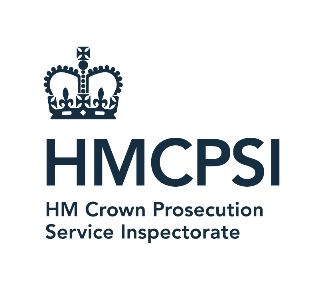 HMCPSI
HM Crown Prosecution
Service Inspectorate